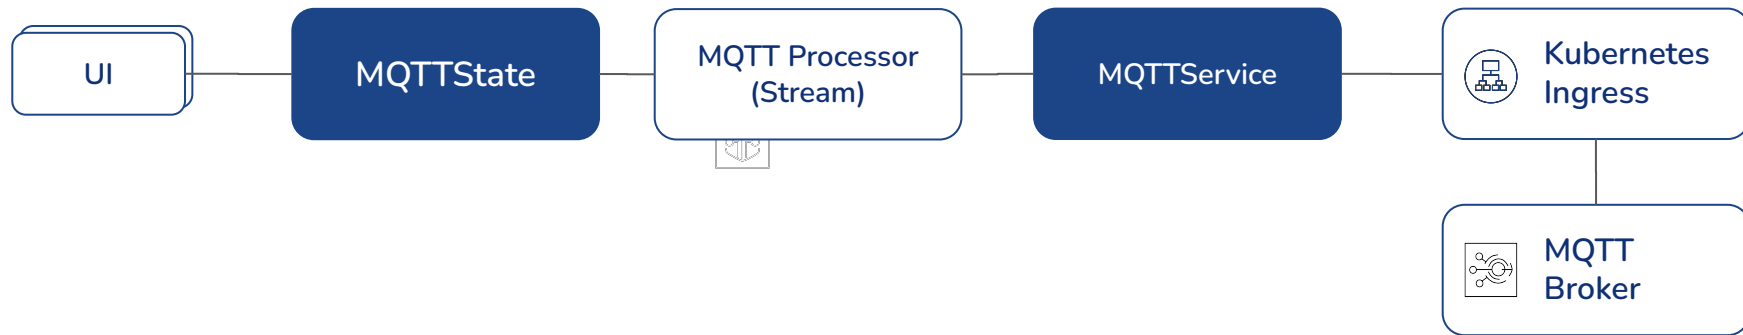 UI
MQTTState
MQTT Processor
(Stream)
MQTTService
Kubernetes
Ingress
MQTT
Broker